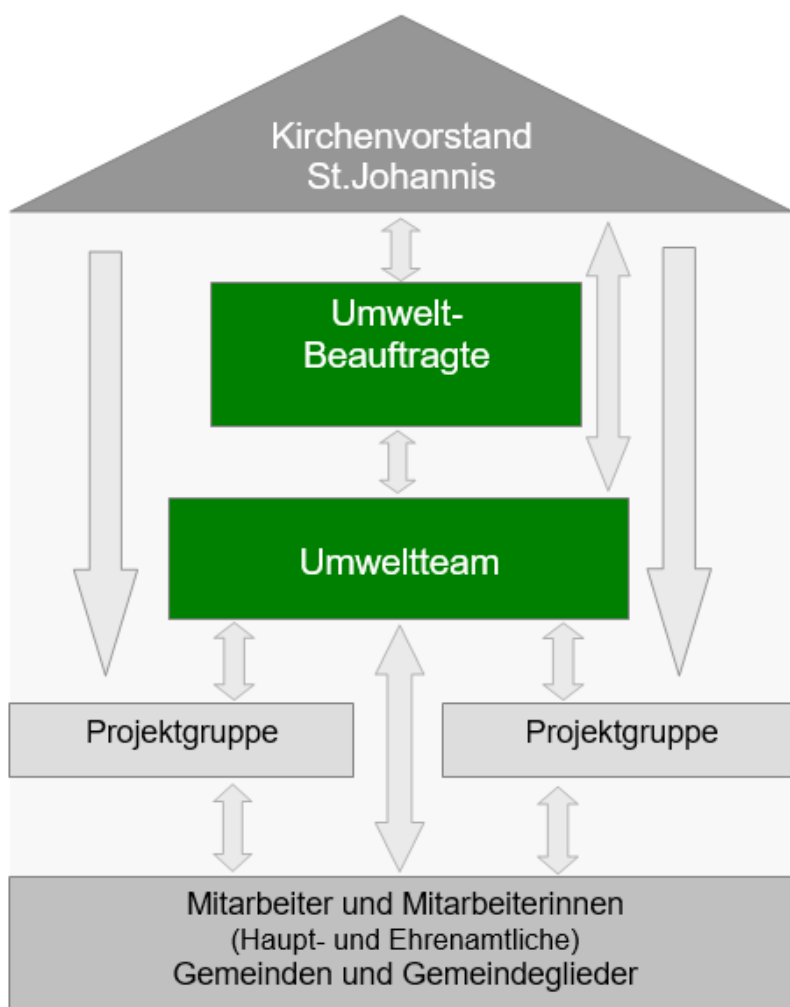 Kirchenvorstand
St.Johannis
Umwelt-
Beauftragte
Umweltteam
Projektgruppe
Projektgruppe
Mitarbeiter und Mitarbeiterinnen
(Haupt- und Ehrenamtliche)
Gemeinden und Gemeindeglieder